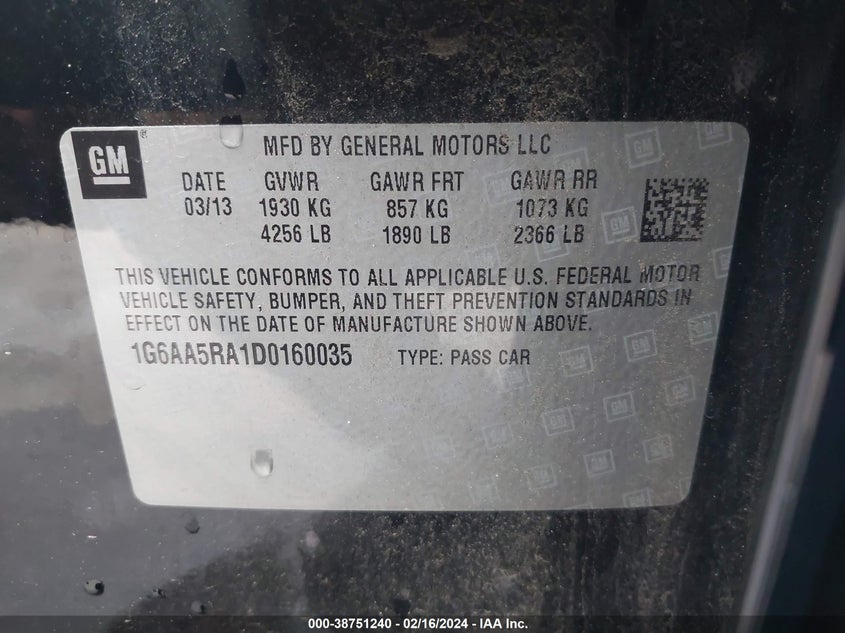 GM
MFD BY GENERAL MOTORS LLC
DATE GVWR GAWR FRT GAWR RR
03/13 1930 KG 857 KG 1073 KG
4256 LB 1890 LB 2366 LB
THIS VEHICLE CONFORMS TO ALL APPLICABLE U.S. FEDERAL MOTOR
VEHICLE SAFETY, BUMPER, AND THEFT PREVENTION STANDARDS IN
EFFECT ON THE DATE OF MANUFACTURE SHOWN ABOVE.
1G6AA5RA1D0160035 TYPE: PASS CAR
000-38751240 - 02/16/2024 - IAA Inc.